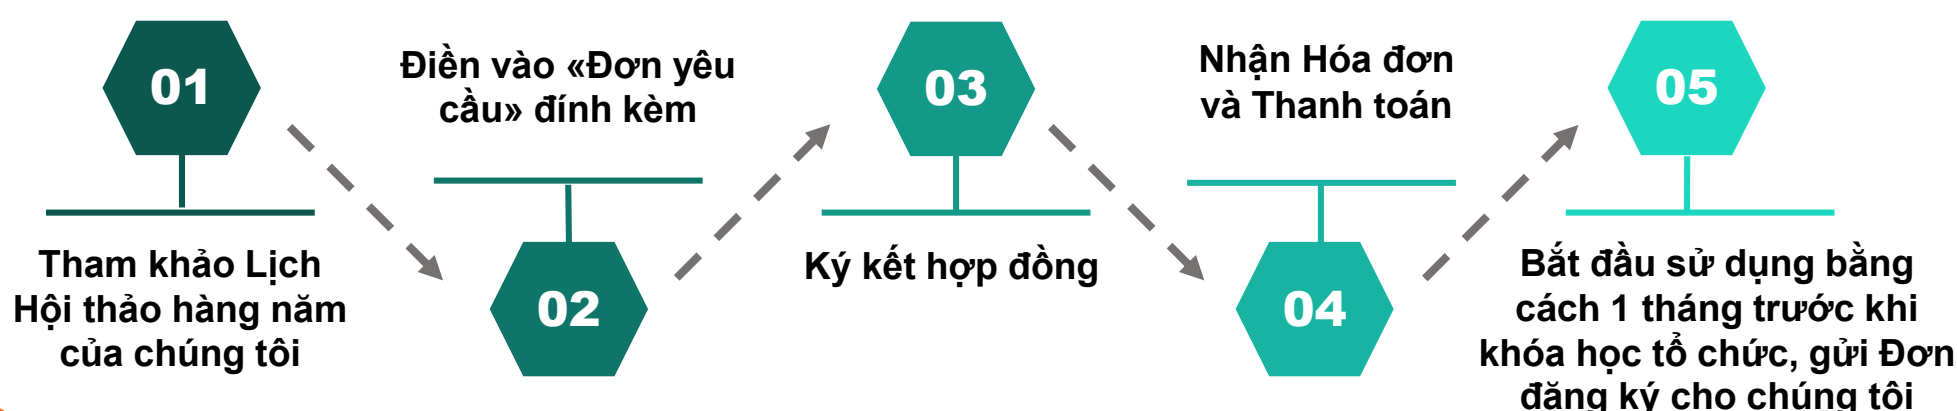 01
Tham khảo Lịch
Hội thảo hàng năm
của chúng tôi
Điền vào «Đơn yêu
cầu» đính kèm
02
03
Ký kết hợp đồng
Nhận Hóa đơn
và Thanh toán
04
05
Bắt đầu sử dụng bằng
cách 1 tháng trước khi
khóa học tổ chức, gửi Đơn
đăng ký cho chúng tôi